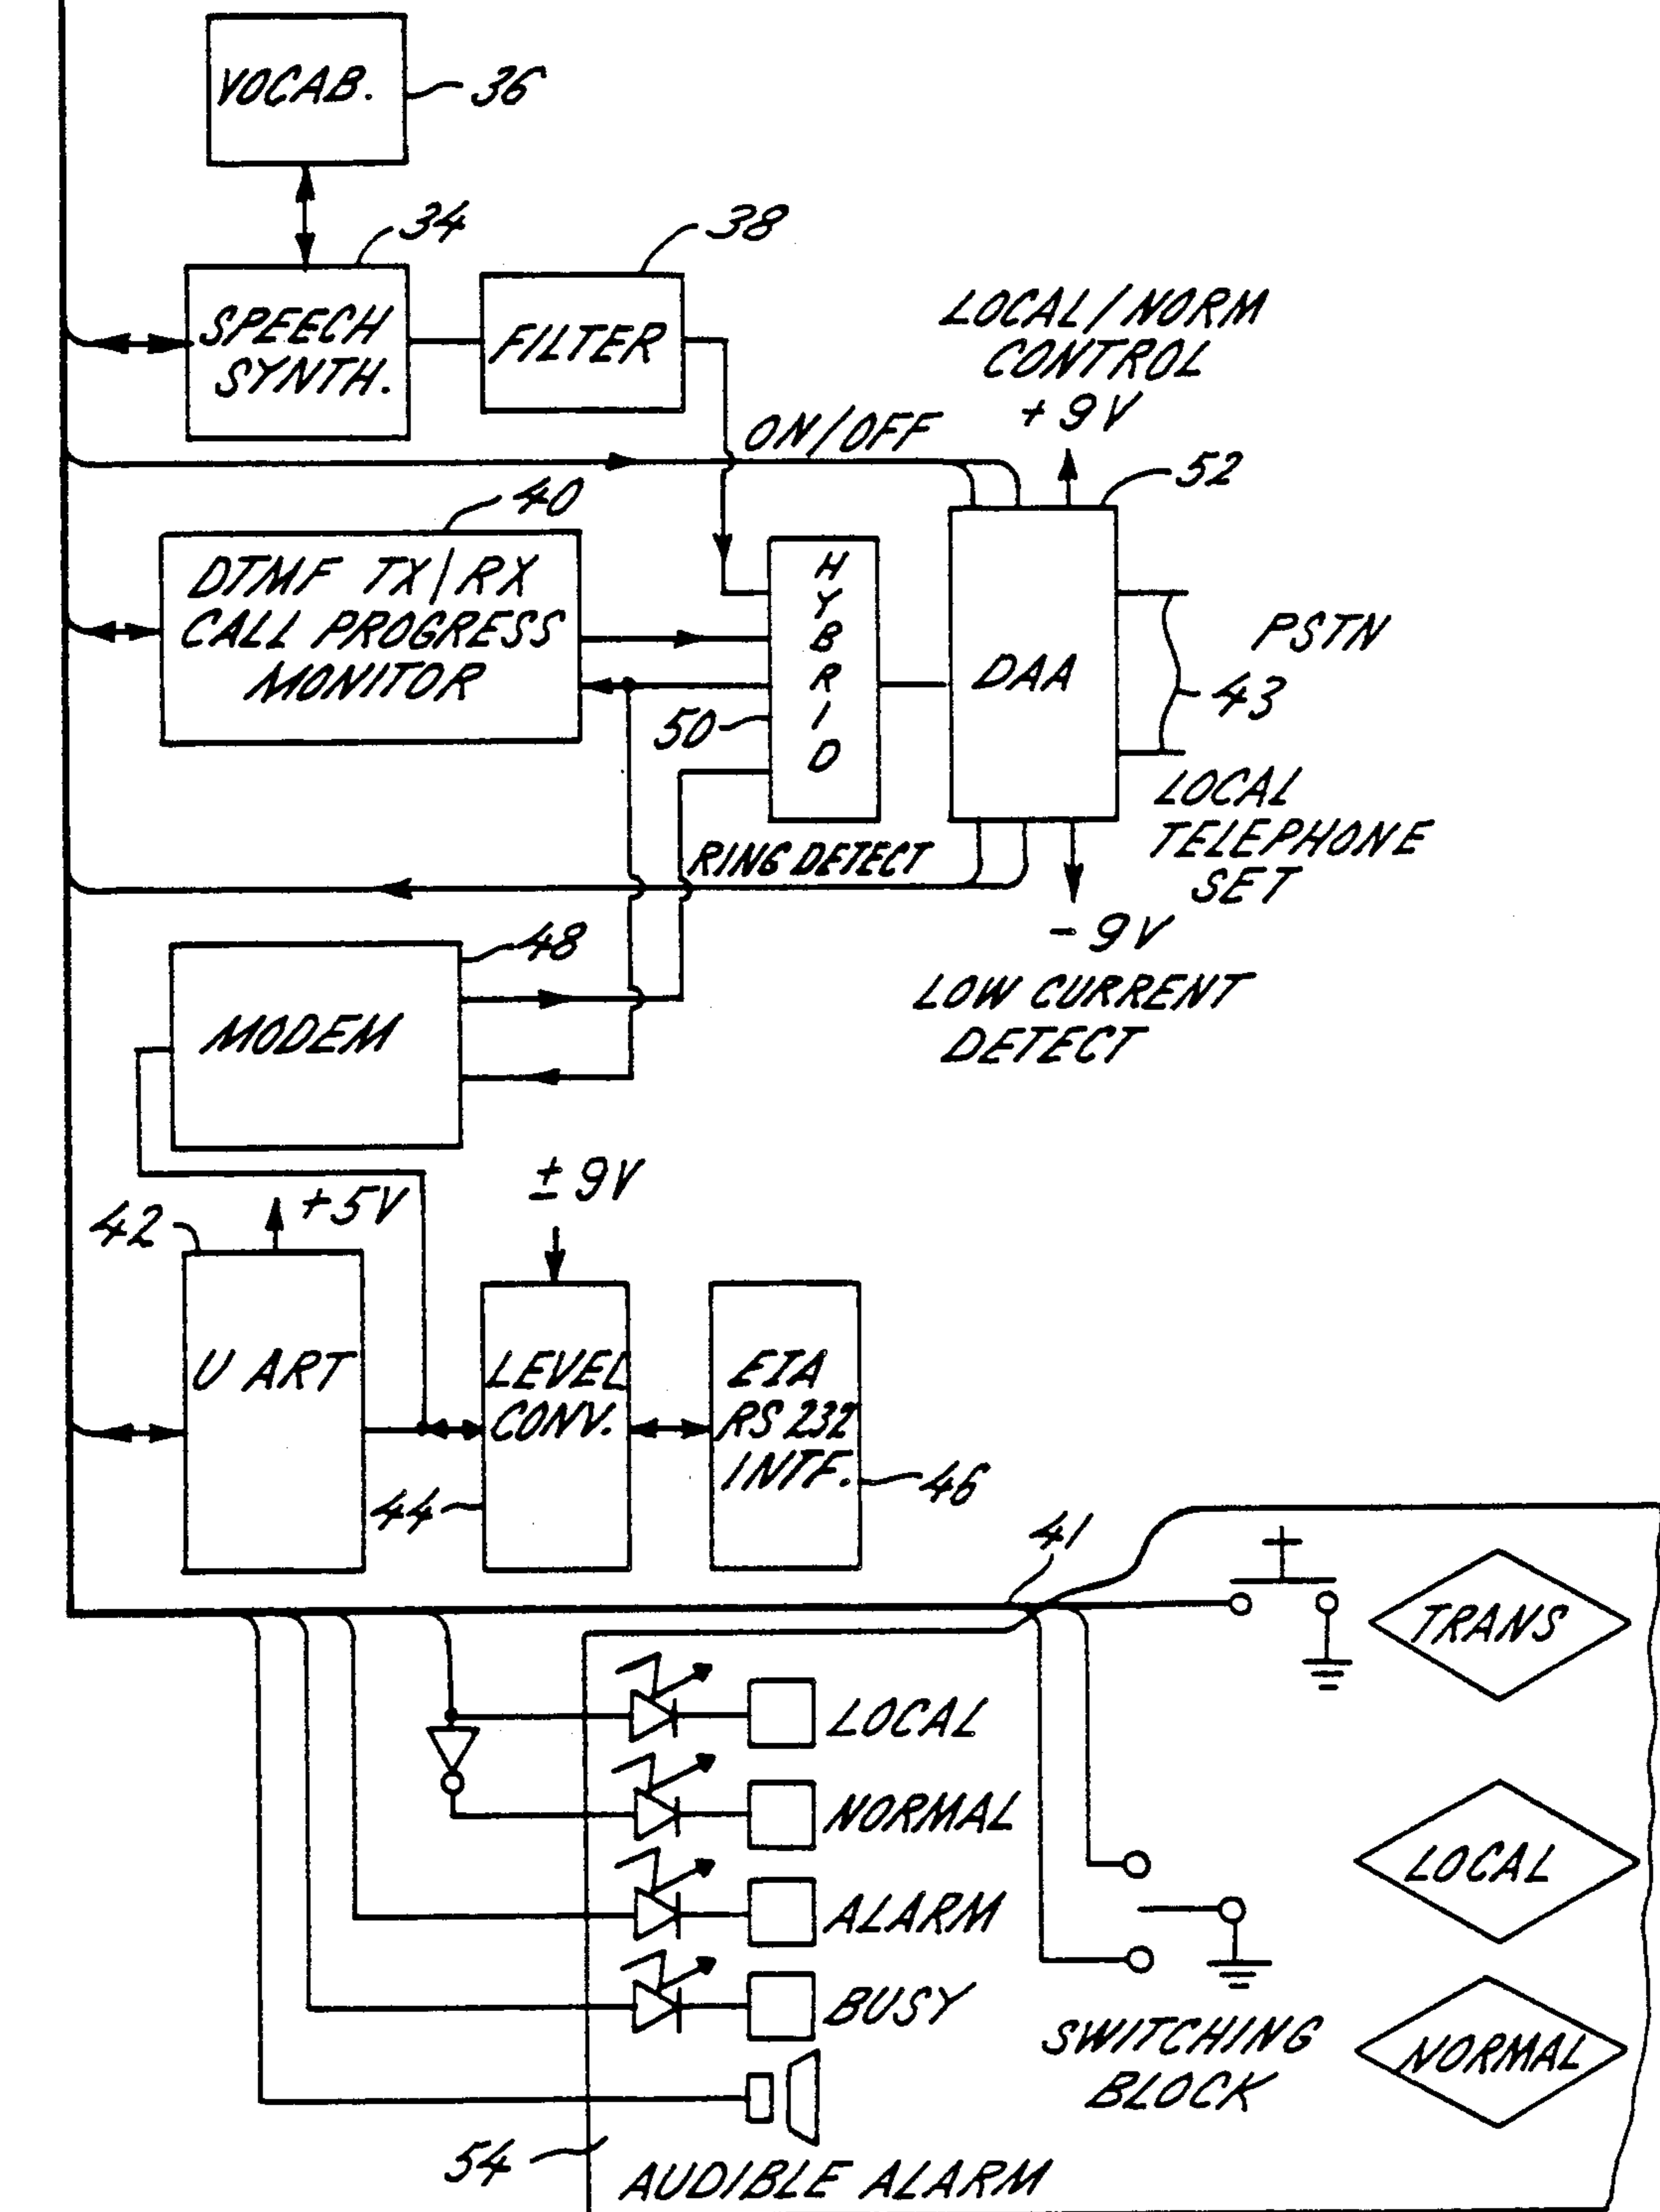 VOCAB.
36
34
38
SPEECH
SYNTH.
FILTER
LOCAL/NORM
CONTROL
+9V
ON/OFF
52
40
DTMF TX/RX
CALL PROGRESS
MONITOR
HYBRID
50
DAA
PSTN
43
LOCAL
TELEPHONE
SET
RING DETECT
-9V
LOW CURRENT
DETECT
48
MODEM
±9V
+5V
42
U ART
LEVEL
CONV.
EIA
RS 232
INTF.
44
46
41
TRANS
LOCAL
NORMAL
ALARM
BUSY
LOCAL
SWITCHING
BLOCK
NORMAL
54
AUDIBLE ALARM